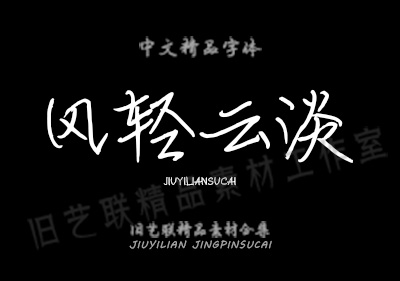 中文精品字体
风轻云淡
JIUYILIANSUCAI
旧艺联精品素材工作室
旧艺联精品素材合集
JIUYILIAN JINGPINSUCAI